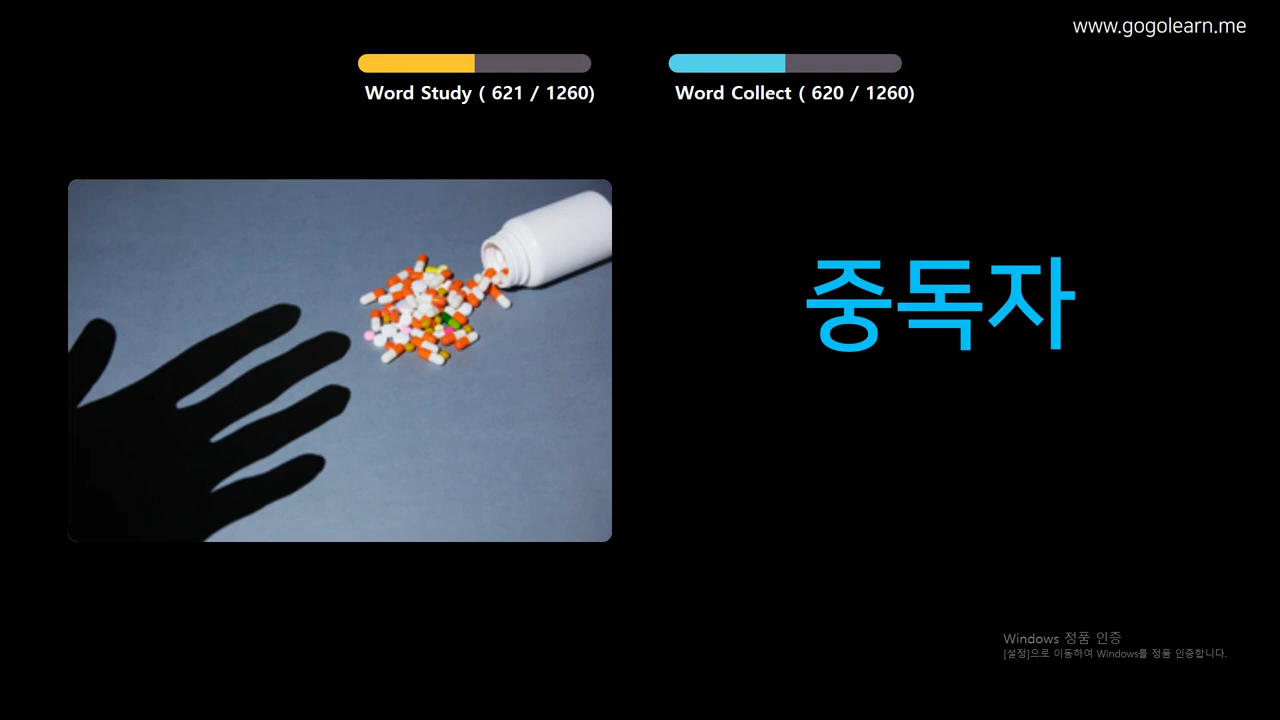 www.gogolearn.me
Word Study ( 621 / 1260)
Word Collect ( 620 / 1260)
중독자
Windows 정품 인증
[설정]으로 이동하여 Windows를 정품 인증합니다.